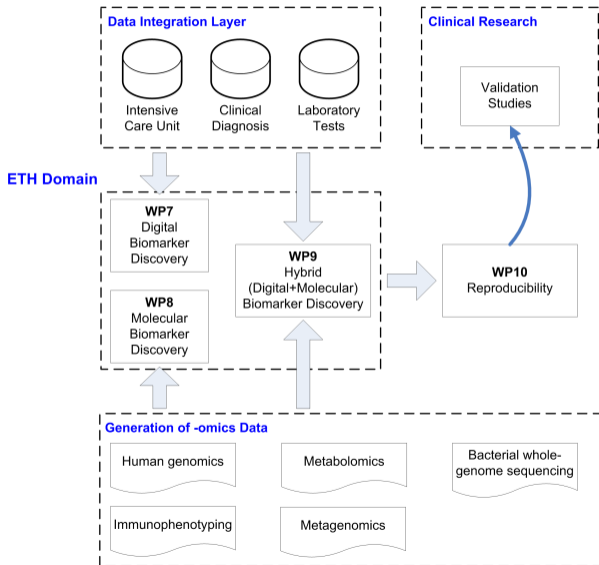 Data Integration Layer
Intensive
Care Unit
Clinical
Diagnosis
Laboratory
Tests
Clinical Research
Validation
Studies
ETH Domain
WP7
Digital
Biomarker
Discovery
WP8
Molecular
Biomarker
Discovery
WP9
Hybrid
(Digital+Molecular)
Biomarker Discovery
WP10
Reproducibility
Generation of -omics Data
Human genomics
Metabolomics
Bacterial whole-
genome sequencing
Immunophenotyping
Metagenomics